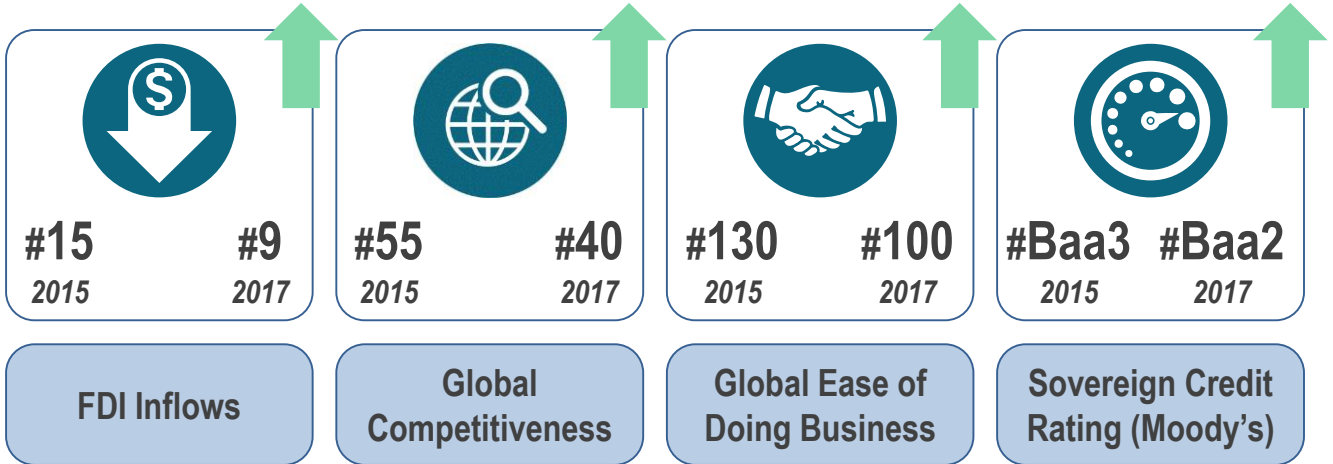 $
#15 #9
2015 2017
FDI Inflows
#55 #40
2015 2017
Global
Competitiveness
#130 #100
2015 2017
Global Ease of
Doing Business
#Baa3 #Baa2
2015 2017
Sovereign Credit
Rating (Moody's)